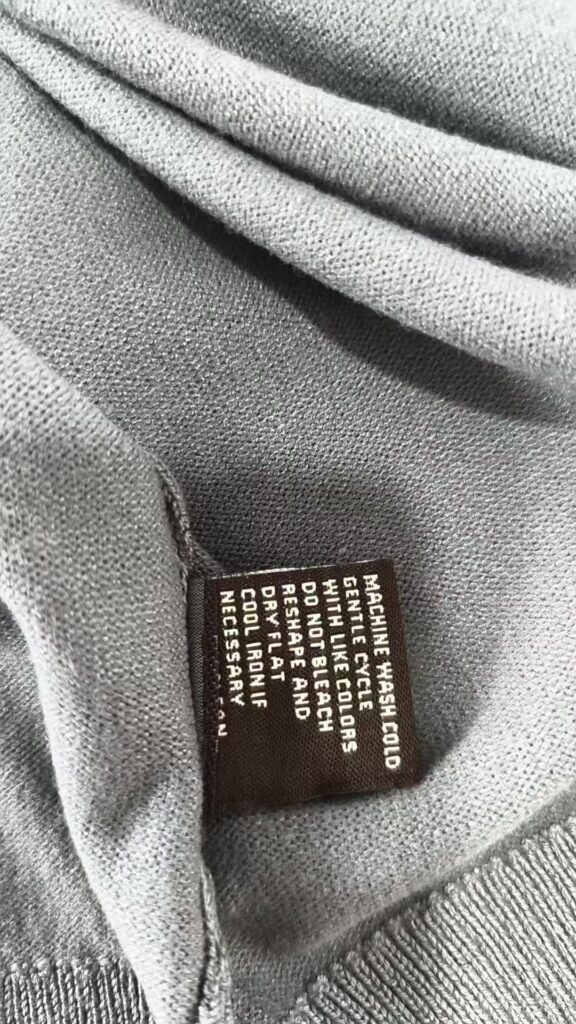 MACHINE WASH COLD
GENTLE CYCLE
WITH LIKE COLORS
DO NOT BLEACH
RESHAPE AND
DRY FLAT
COOL IRON IF
NECESSARY